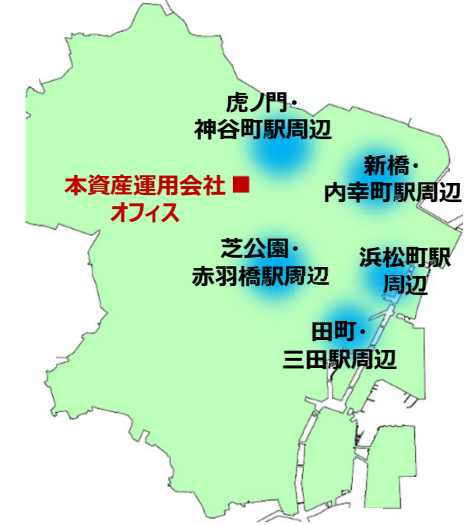 虎ノ門・
神谷町駅周辺
新橋・
内幸町駅周辺
本資産運用会社 ■
オフィス
芝公園・
赤羽橋駅周辺
浜松町駅
周辺
田町・
三田駅周辺